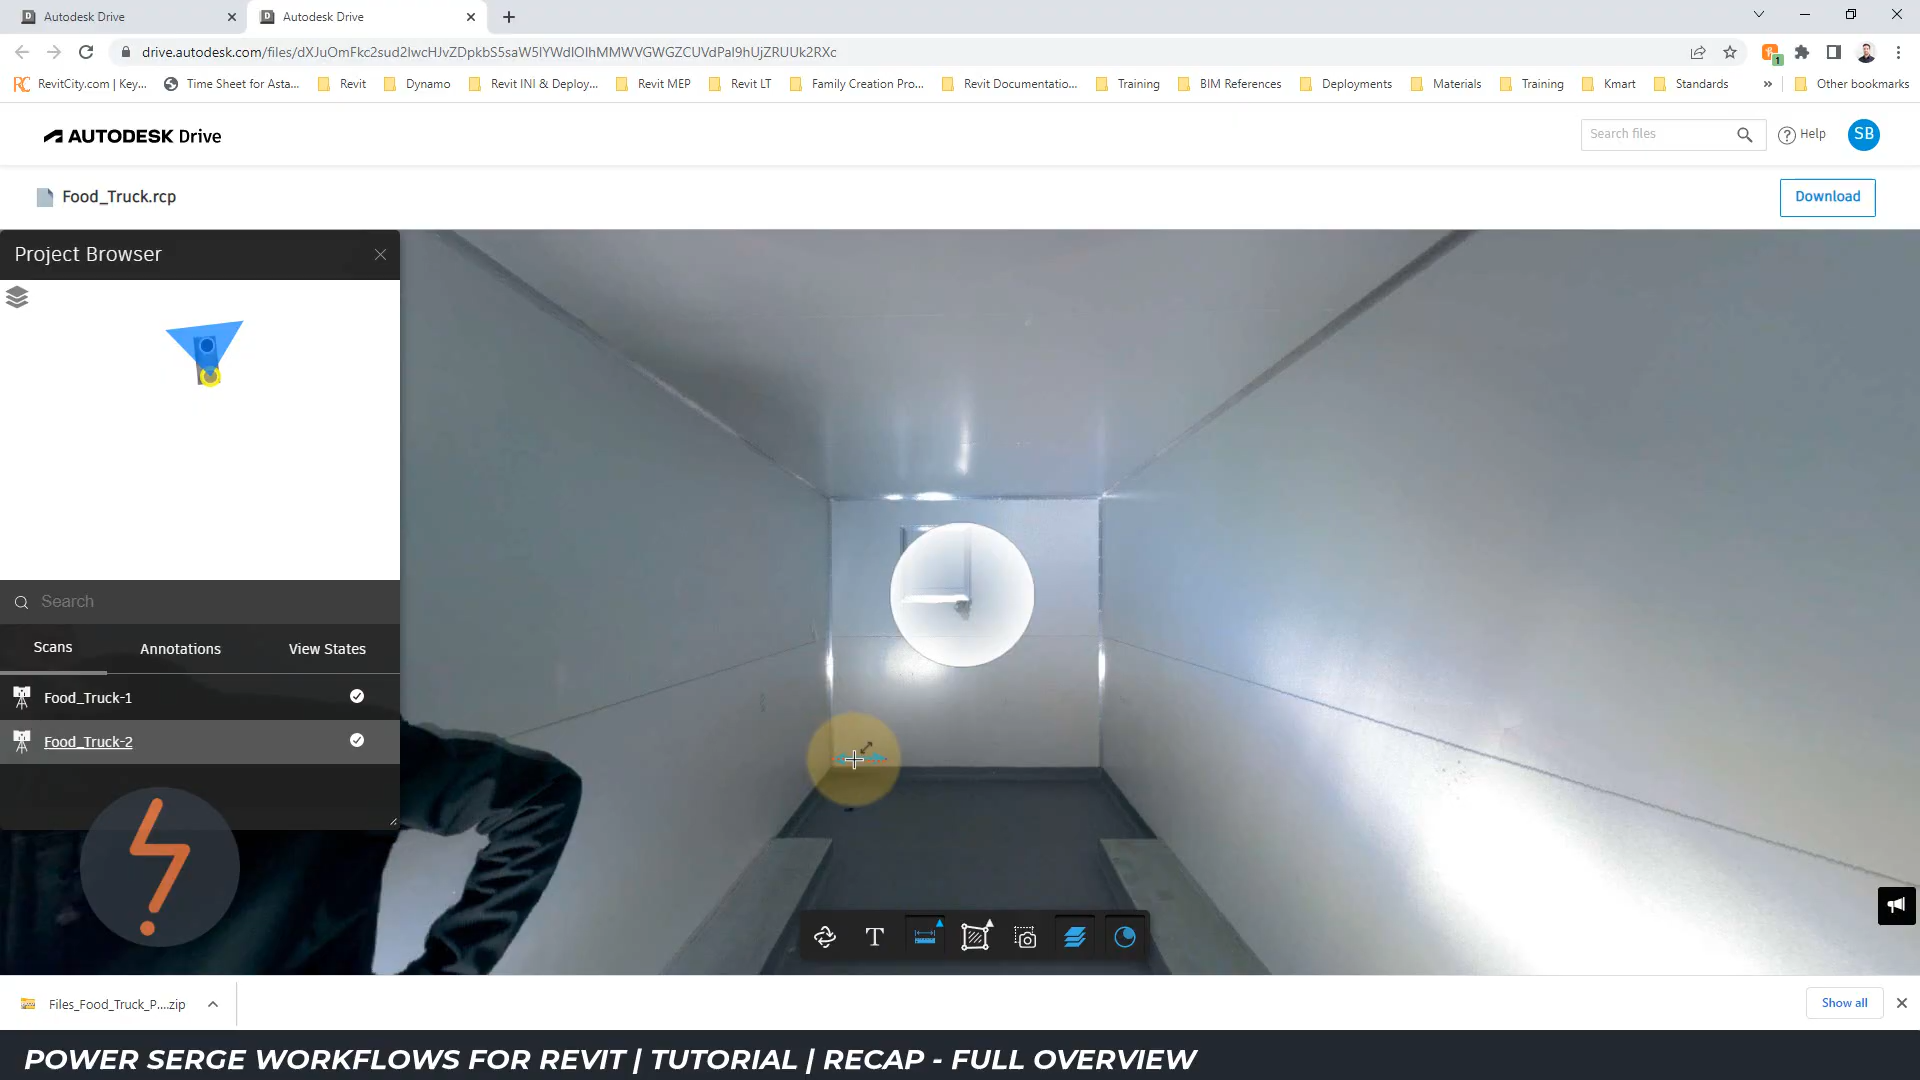 Autodesk Drive
Autodesk Drive
drive.autodesk.com/files/dXJuOmFkc2sud2lwcHJvZDpkbS5saW5lYWdlOlhMMWVGWGZCUVdPal9hUjZRUUk2RXc
1
RevitCity.com | Key...
Time Sheet for Asta...
Revit
Dynamo
Revit INI & Deploy...
Revit MEP
Revit LT
Family Creation Pro...
Revit Documentatio...
Training
BIM References
Deployments
Materials
Training
Kmart
Standards
»
Other bookmarks
AUTODESK Drive
Search files
Help
SB
Food_Truck.rcp
Download
Project Browser
Search
Scans
Annotations
View States
Food_Truck-1
Food_Truck-2
T
Files_Food_Truck_P....zip
Show all
POWER SERGE WORKFLOWS FOR REVIT | TUTORIAL | RECAP - FULL OVERVIEW